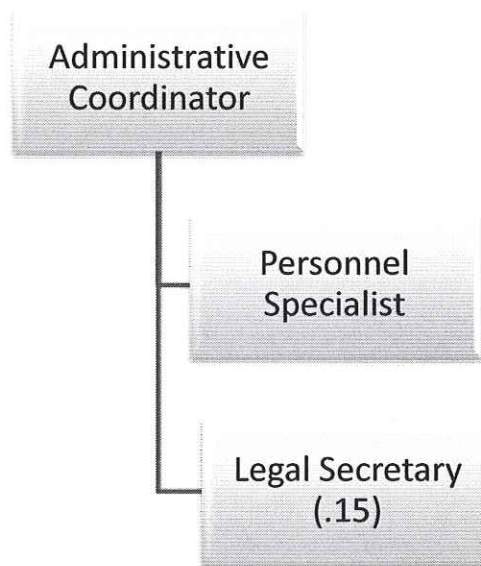 Administrative
Coordinator
Personnel
Specialist
Legal Secretary
(.15)